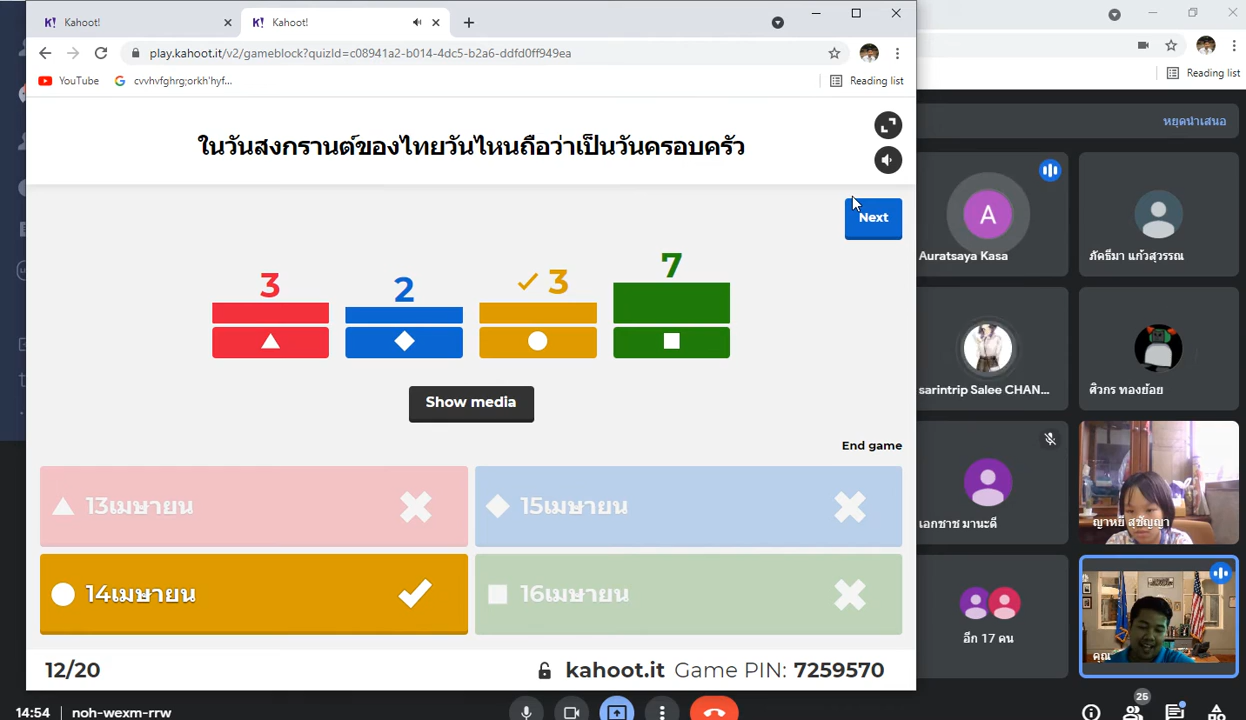 Kahoot!
Kahoot!
play.kahoot.it/v2/gameblock?quizId=c08941a2-b014-4dc5-b2a6-ddfd0ff949ea
YouTube
cvvhvfghrg;orkh'hyf...
Reading list
Reading list
ในวันสงกรานต์ของไทยวันไหนถือว่าเป็นวันครอบครัว
หยุดนำเสนอ
Next
3
2
3
7
Show media
End game
13เมษายน
15เมษายน
14เมษายน
16เมษายน
12/20
kahoot.it Game PIN: 7259570
Auratsaya Kasa
ภัคธีมา แก้วสุวรรณ
A
sarintrip Salee CHAN...
ศิวกร ทองย้อย
เอกชาช มานะดี
ญาหยี สุชัญญา
อีก 17 คน
คุณ
25
14:54 | noh-wexm-rrw